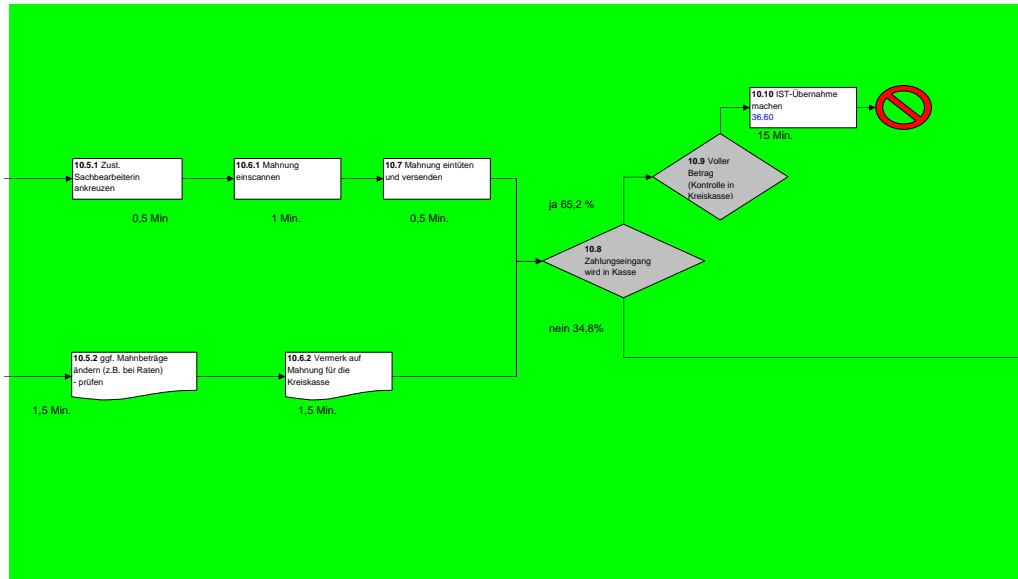 10.10 IST-Übernahme
machen
36.60
15 Min.
10.5.1 Zust.
Sachbearbeiterin
ankreuzen
0,5 Min
10.6.1 Mahnung
einscannen
1 Min.
10.7 Mahnung eintüten
und versenden
0,5 Min.
10.9 Voller
Betrag
(Kontrolle in
Kreiskasse)
ja 65,2 %
10.8
Zahlungseingang
wird in Kasse
nein 34,8%
10.5.2 ggf. Mahnbeträge
ändern (z.B. bei Raten)
- prüfen
1,5 Min.
10.6.2 Vermerk auf
Mahnung für die
Kreiskasse
1,5 Min.